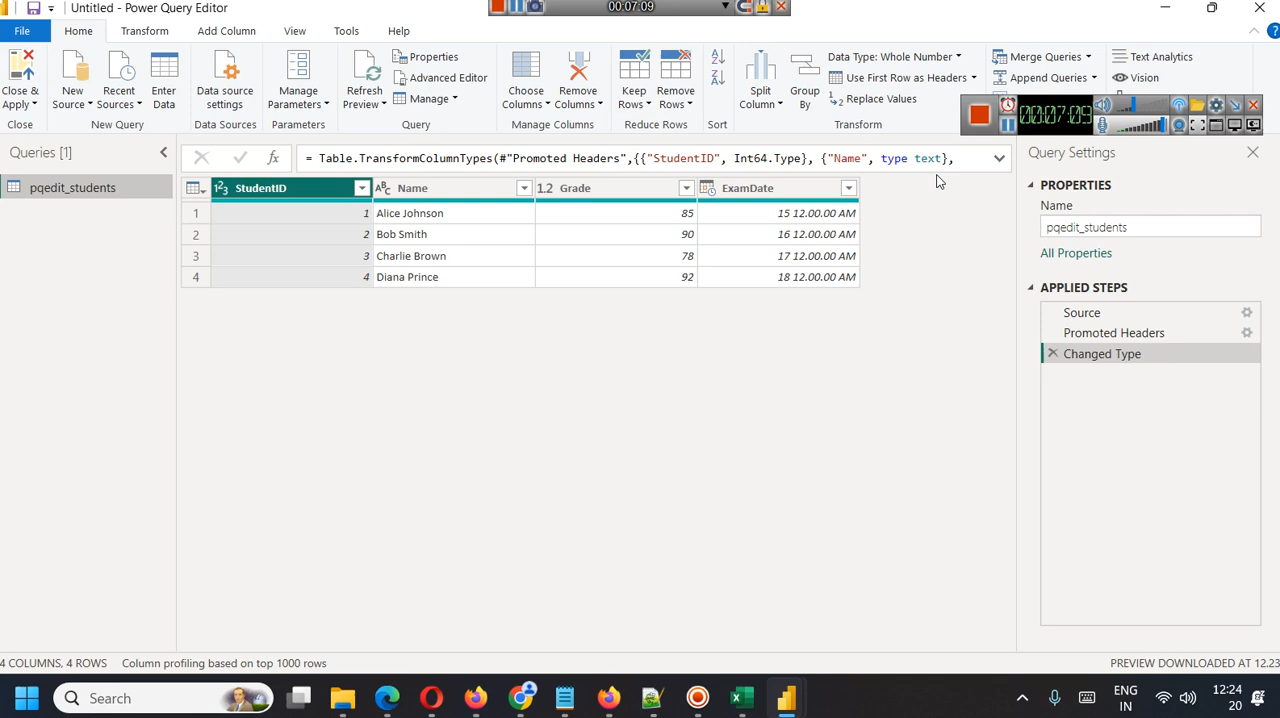 Untitled - Power Query Editor
00:07:09
File Home Transform Add Column View Tools Help
Close & Apply
New Source
Recent Sources
Enter Data
Data source settings
Manage Parameters
Refresh Preview
Properties
Advanced Editor
Manage
Choose Columns
Remove Columns
Keep Rows
Remove Rows
Split Column
Group By
Data Type: Whole Number
Use First Row as Headers
Replace Values
Merge Queries
Append Queries
Text Analytics
Vision
00:07:09
Close New Query Data Sources Parameters Query Manage Columns Reduce Rows Sort Transform
Queries [1]
fx = Table.TransformColumnTypes(#"Promoted Headers",{{"StudentID", Int64.Type}, {"Name", type text},
pqedit_students
123 StudentID ABC Name 1.2 Grade ExamDate
1 1 Alice Johnson 85 15 12.00.00 AM
2 2 Bob Smith 90 16 12.00.00 AM
3 3 Charlie Brown 78 17 12.00.00 AM
4 4 Diana Prince 92 18 12.00.00 AM
Query Settings
PROPERTIES
Name
pqedit_students
All Properties
APPLIED STEPS
Source
Promoted Headers
Changed Type
4 COLUMNS, 4 ROWS Column profiling based on top 1000 rows PREVIEW DOWNLOADED AT 12.23
Search
ENG
IN
12:24
20